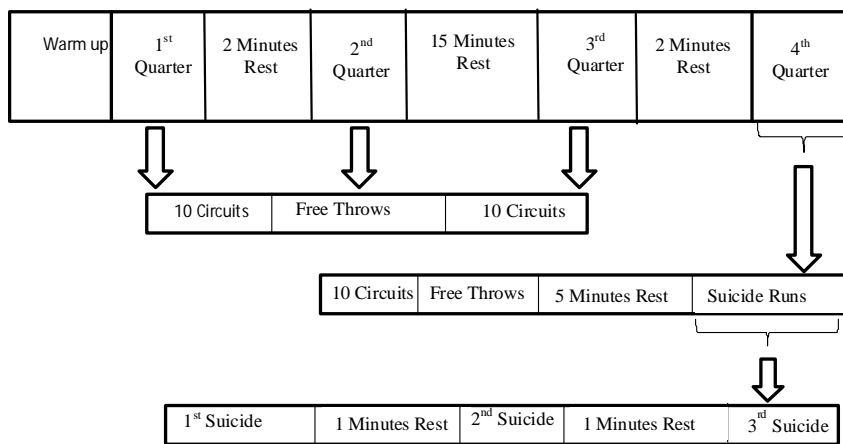 Warm up
1st
Quarter
2 Minutes
Rest
2nd
Quarter
15 Minutes
Rest
3rd
Quarter
2 Minutes
Rest
4th
Quarter
10 Circuits
Free Throws
10 Circuits
10 Circuits
Free Throws
5 Minutes Rest
Suicide Runs
1st Suicide
1 Minutes Rest
2nd Suicide
1 Minutes Rest
3rd Suicide